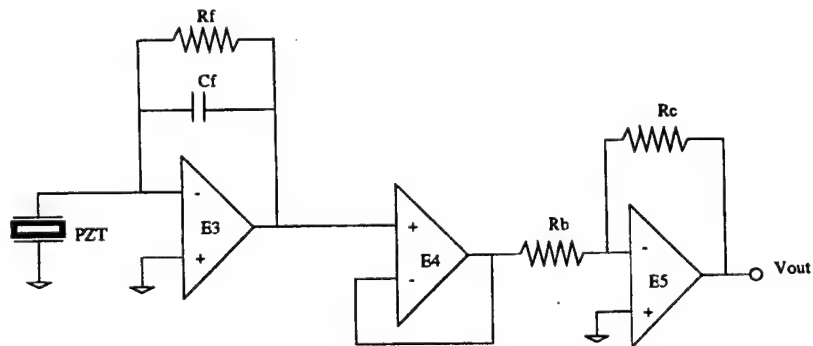 Rf
Cf
Rc
-
E3
+
PZT
+
E4
-
Rb
-
E5
+
Vout